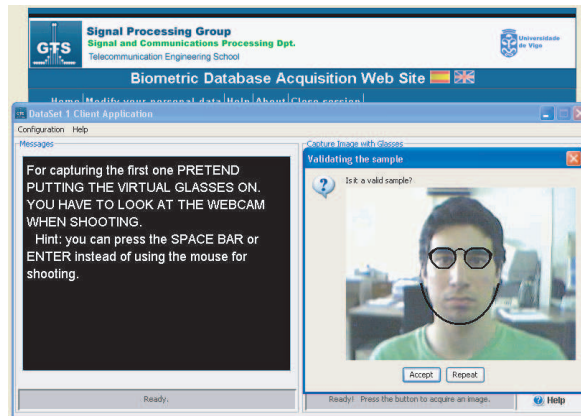 GTS
Signal Processing Group
Signal and Communications Processing Dpt.
Telecommunication Engineering School
Universidade
de Vigo
Biometric Database Acquisition Web Site
Home|Modify your personal data|Help|About|Close session|
DataSet 1 Client Application
Configuration Help
Messages
For capturing the first one PRETEND
PUTTING THE VIRTUAL GLASSES ON.
YOU HAVE TO LOOK AT THE WEBCAM
WHEN SHOOTING.
Hint: you can press the SPACE BAR or
ENTER instead of using the mouse for
shooting.
Ready.
Capture Image with Glasses
Validating the sample
Is it a valid sample?
Accept
Repeat
Ready! Press the button to acquire an image.
Help